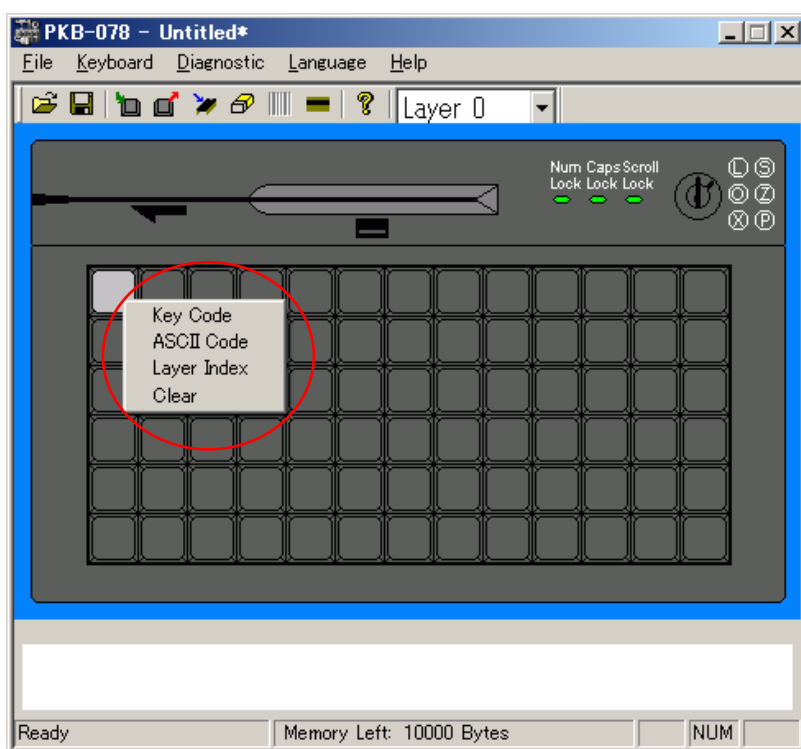 PKB-078 - Untitled*
File Keyboard Diagnostic Language Help
Layer 0
Num Caps Scroll
Lock Lock Lock
L S
O Z
X P
Key Code
ASCII Code
Layer Index
Clear
Ready Memory Left: 10000 Bytes NUM